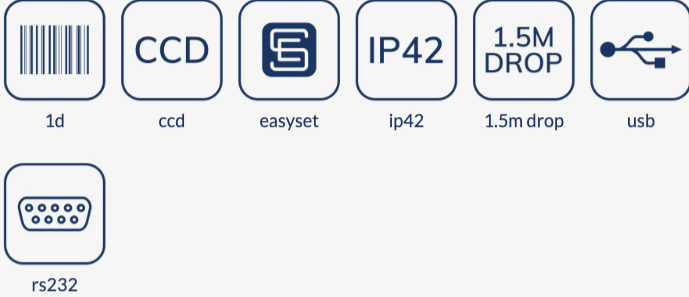 CCD
IP42
1.5M
DROP
1d
ccd
easyset
ip42
1.5m drop
usb
rs232